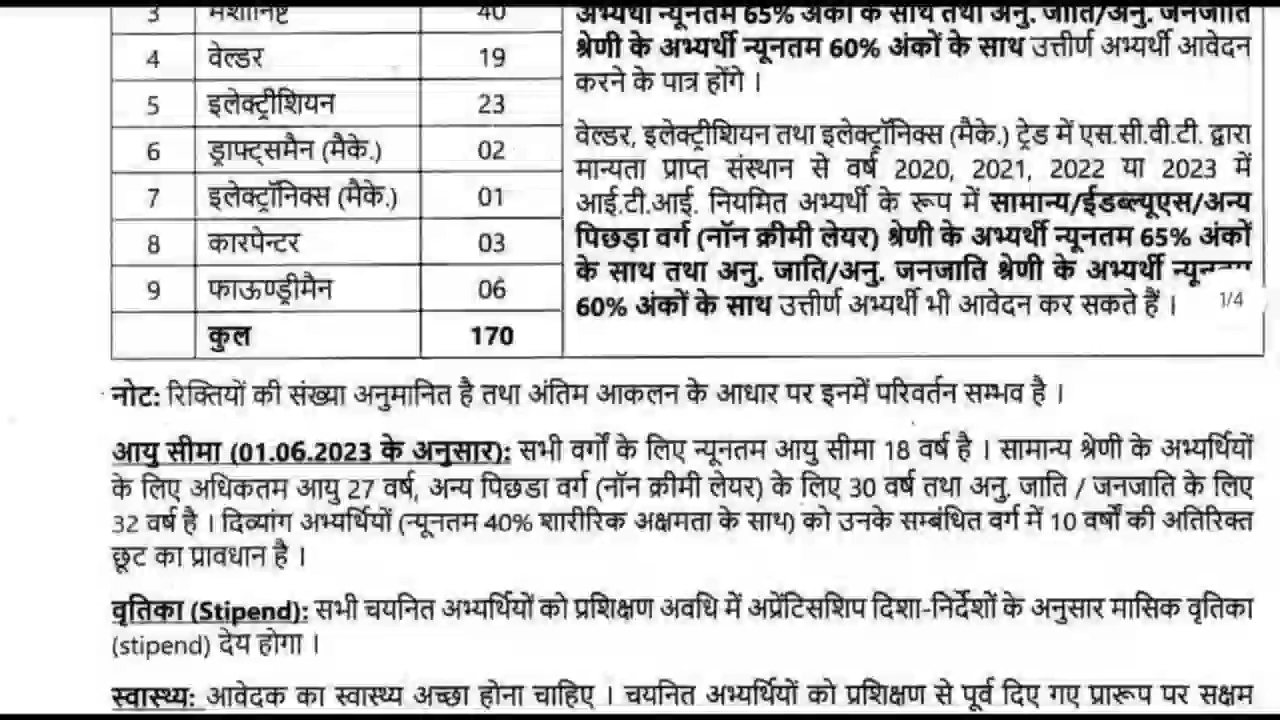 3 मशीनिष्ट 40
4 वेल्डर 19
5 इलेक्ट्रीशियन 23
6 ड्राफ्ट्समैन (मैके.) 02
7 इलेक्ट्रॉनिक्स (मैके.) 01
8 कारपेन्टर 03
9 फाऊण्ड्रीमैन 06
कुल 170
अभ्यर्थी न्यूनतम 65% अंकों के साथ तथा अनु. जाति/अनु. जनजाति
श्रेणी के अभ्यर्थी न्यूनतम 60% अंकों के साथ उत्तीर्ण अभ्यर्थी आवेदन
करने के पात्र होंगे ।
वेल्डर, इलेक्ट्रीशियन तथा इलेक्ट्रॉनिक्स (मैके.) ट्रेड में एस.सी.वी.टी. द्वारा
मान्यता प्राप्त संस्थान से वर्ष 2020, 2021, 2022 या 2023 में
आई.टी.आई. नियमित अभ्यर्थी के रूप में सामान्य/ईडब्ल्यूएस/अन्य
पिछड़ा वर्ग (नॉन क्रीमी लेयर) श्रेणी के अभ्यर्थी न्यूनतम 65% अंकों
के साथ तथा अनु. जाति/अनु. जनजाति श्रेणी के अभ्यर्थी न्यूनतम
60% अंकों के साथ उत्तीर्ण अभ्यर्थी भी आवेदन कर सकते हैं ।
1/4
नोट: रिक्तियों की संख्या अनुमानित है तथा अंतिम आकलन के आधार पर इनमें परिवर्तन सम्भव है ।
आयु सीमा (01.06.2023 के अनुसार): सभी वर्गों के लिए न्यूनतम आयु सीमा 18 वर्ष है । सामान्य श्रेणी के अभ्यर्थियों
के लिए अधिकतम आयु 27 वर्ष, अन्य पिछडा वर्ग (नॉन क्रीमी लेयर) के लिए 30 वर्ष तथा अनु. जाति / जनजाति के लिए
32 वर्ष है । दिव्यांग अभ्यर्थियों (न्यूनतम 40% शारीरिक अक्षमता के साथ) को उनके सम्बंधित वर्ग में 10 वर्षों की अतिरिक्त
छूट का प्रावधान है ।
वृतिका (Stipend): सभी चयनित अभ्यर्थियों को प्रशिक्षण अवधि में अप्रेंटिसशिप दिशा-निर्देशों के अनुसार मासिक वृतिका
(stipend) देय होगा ।
स्वास्थ्य: आवेदक का स्वास्थ्य अच्छा होना चाहिए । चयनित अभ्यर्थियों को प्रशिक्षण से पूर्व दिए गए प्रारूप पर सक्षम